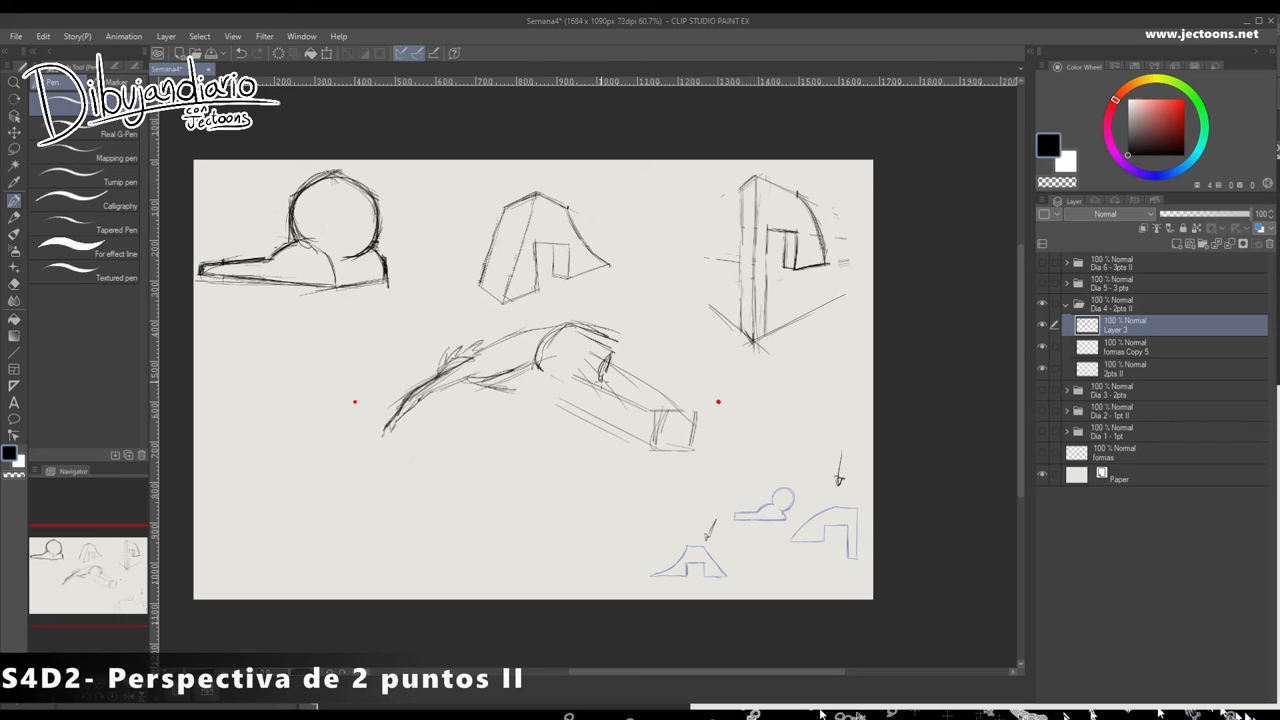 Semana4* (1684 x 1090px 72dpi 60.7%) - CLIP STUDIO PAINT EX
File Edit Story(P) Animation Layer Select View Filter Window Help
www.jectoons.net
Dibujandiario
con
Jectoons
Semana4*
Pen
Marker
Real G-Pen
Mapping pen
Turnip pen
Calligraphy
Tapered Pen
For effect line
Textured pen
Navigator
Color Wheel
Layer
Normal
100
Dia 6 - 3pts II
100 % Normal
Dia 5 - 3 pts
100 % Normal
Dia 4 - 2pts II
100 % Normal
Layer 3
100 % Normal
formas Copy 5
100 % Normal
2pts II
100 % Normal
Dia 3 - 2pts
100 % Normal
Dia 2 - 1pt II
100 % Normal
Dia 1 - 1pt
100 % Normal
formas
Paper
S4D2- Perspectiva de 2 puntos II